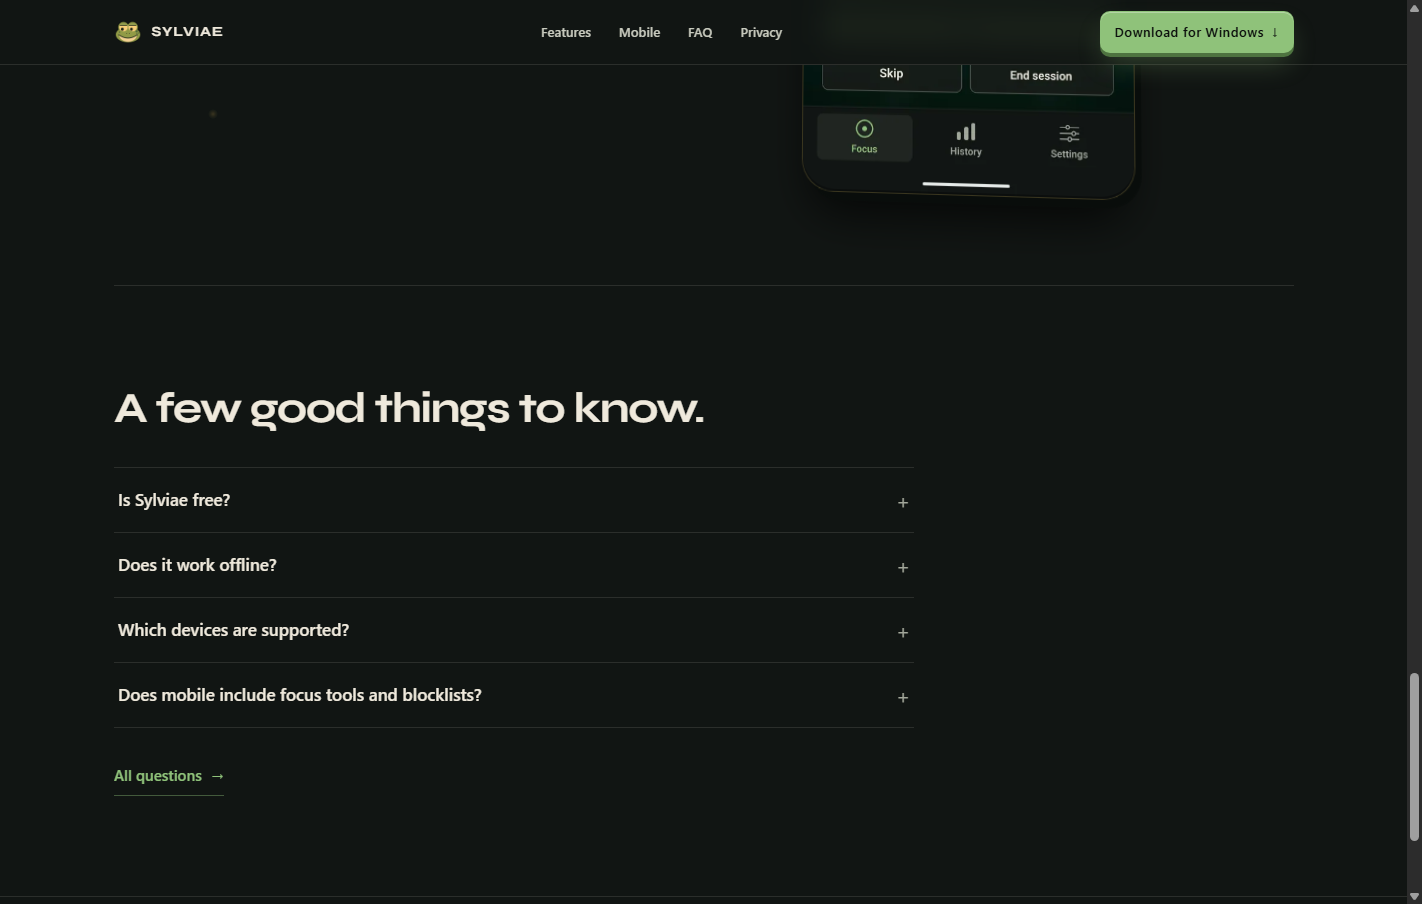 SYLVIAE
Features
Mobile
FAQ
Privacy
Download for Windows ↓
Skip
End session
Focus
History
Settings
A few good things to know.
Is Sylviae free?
+
Does it work offline?
+
Which devices are supported?
+
Does mobile include focus tools and blocklists?
+
All questions →